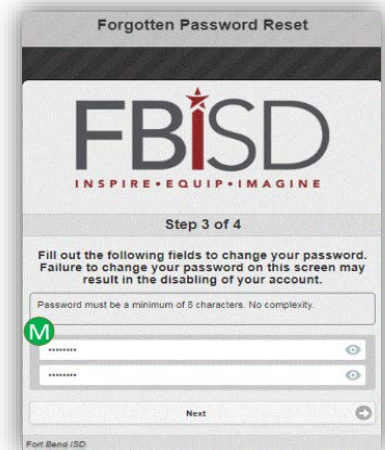 Forgotten Password Reset
FBISD
INSPIRE•EQUIP•IMAGINE
Step 3 of 4
Fill out the following fields to change your password.
Failure to change your password on this screen may
result in the disabling of your account.
Password must be a minimum of 6 characters. No complexity.
M
••••••••
••••••••
Next
Fort Bend ISD